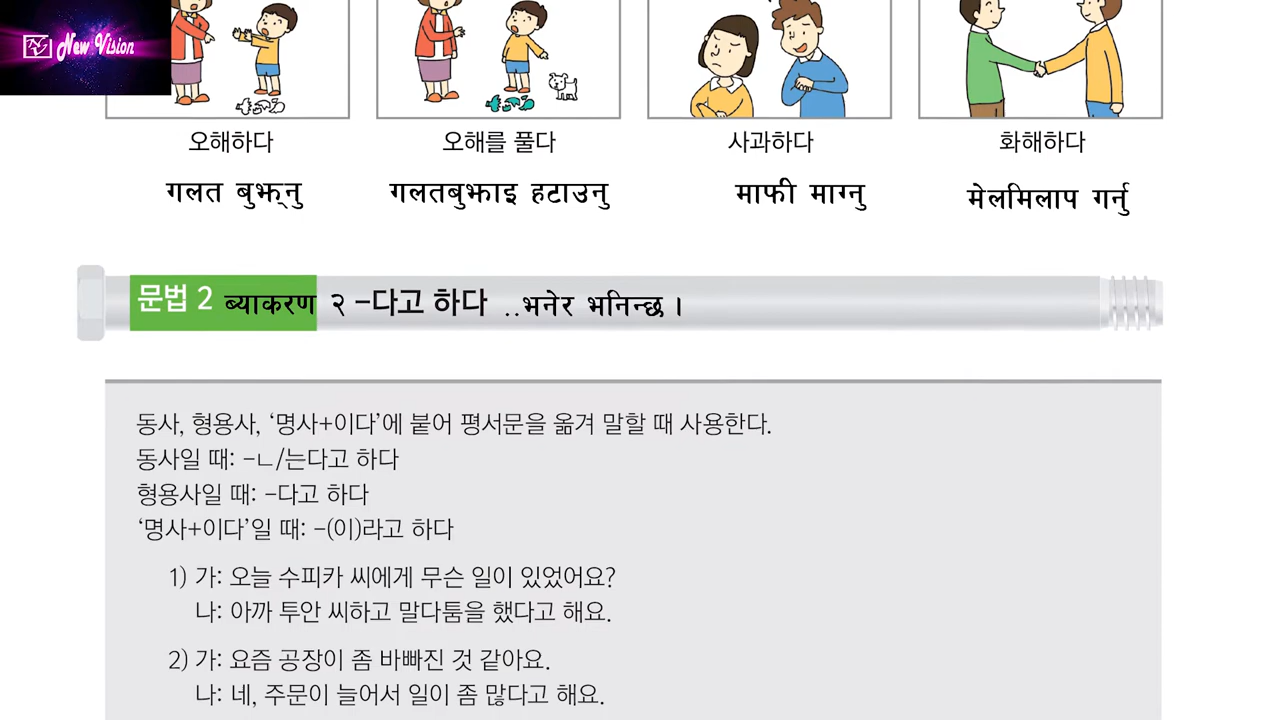 New Vision
오해하다
오해를 풀다
사과하다
화해하다
गलत बुझ्नु
गलतबुझाइ हटाउनु
माफी माग्नु
मेलमिलाप गर्नु
문법 2 ब्याकरण २ -다고 하다 ..भनेर भनिन्छ ।
동사, 형용사, ‘명사+이다’에 붙어 평서문을 옮겨 말할 때 사용한다.
동사일 때: -ㄴ/는다고 하다
형용사일 때: -다고 하다
‘명사+이다’일 때: -(이)라고 하다
1) 가: 오늘 수피카 씨에게 무슨 일이 있었어요?
나: 아까 투안 씨하고 말다툼을 했다고 해요.
2) 가: 요즘 공장이 좀 바빠진 것 같아요.
나: 네, 주문이 늘어서 일이 좀 많다고 해요.